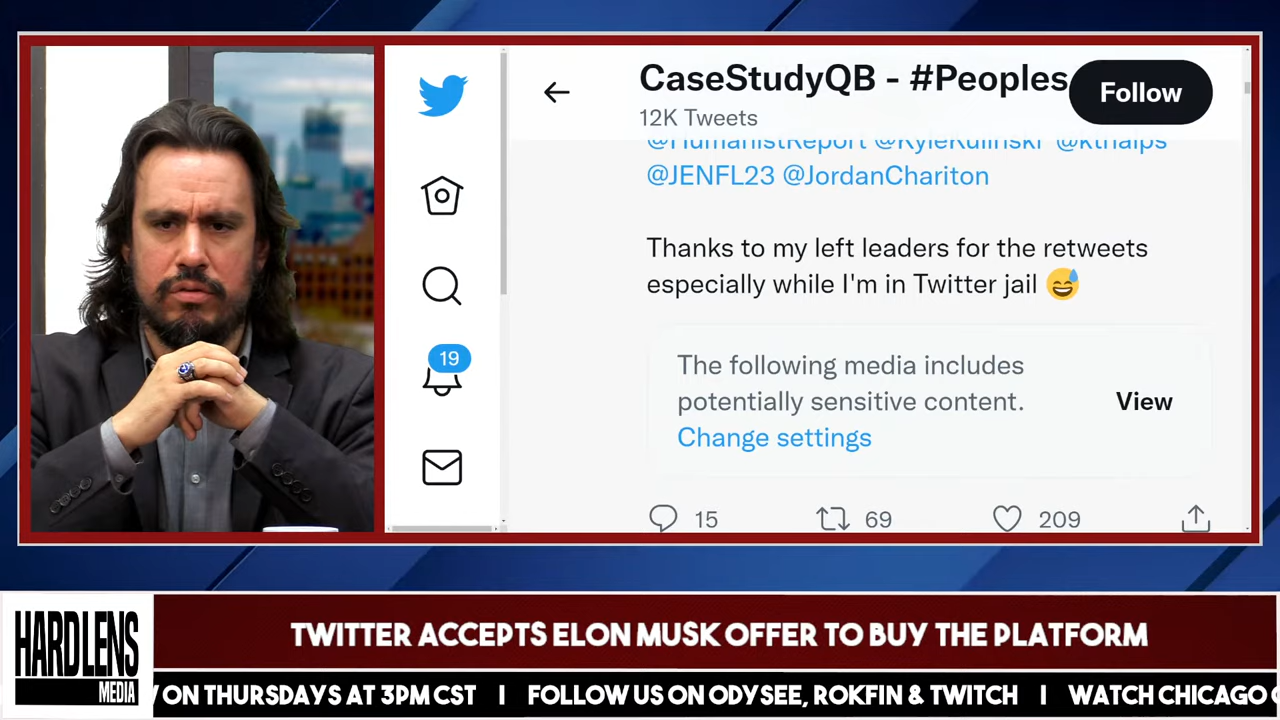 CaseStudyQB - #Peoples
12K Tweets
Follow
@HumanistReport @KyleKulinski @kthalps
@JENFL23 @JordanChariton
Thanks to my left leaders for the retweets
especially while I'm in Twitter jail 😅
19
The following media includes
potentially sensitive content.
Change settings
View
15
69
209
HARDLENS
MEDIA
TWITTER ACCEPTS ELON MUSK OFFER TO BUY THE PLATFORM
ON THURSDAYS AT 3PM CST | FOLLOW US ON ODYSEE, ROKFIN & TWITCH | WATCH CHICAGO